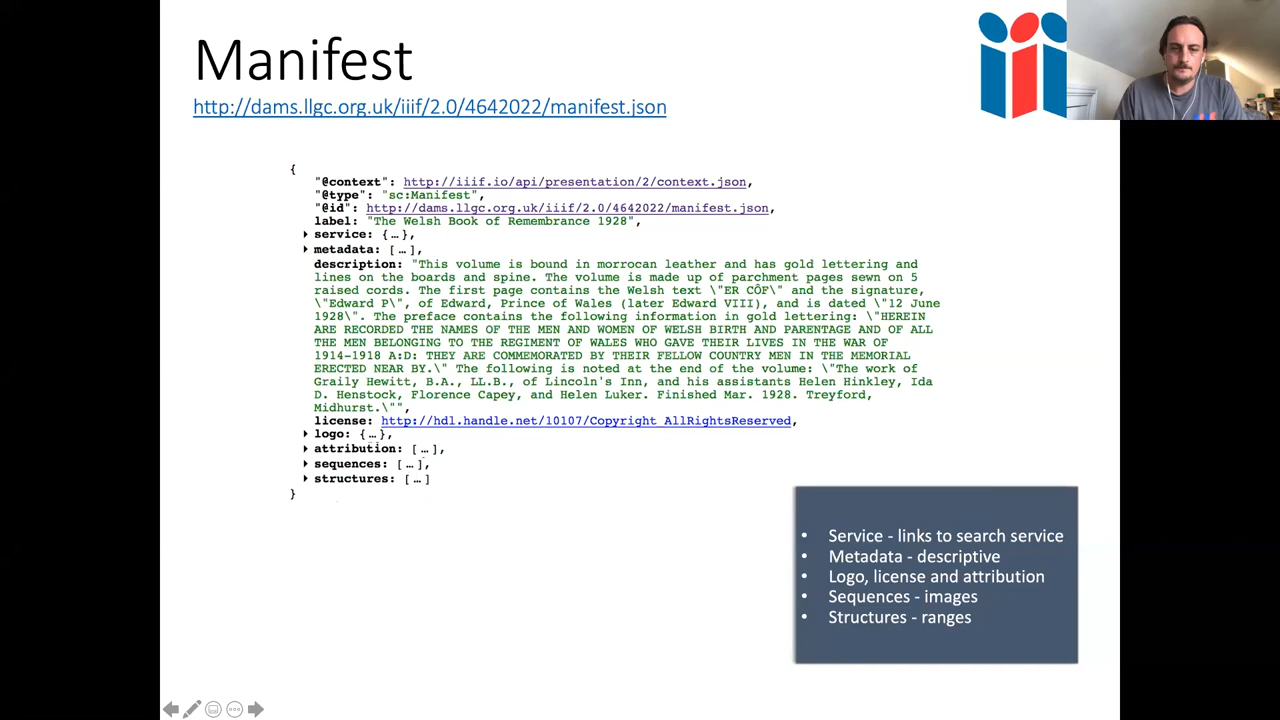 Manifest
http://dams.llgc.org.uk/iiif/2.0/4642022/manifest.json
{
"@context": http://iiif.io/api/presentation/2/context.json,
"@type": "sc:Manifest",
"@id": http://dams.llgc.org.uk/iiif/2.0/4642022/manifest.json,
label: "The Welsh Book of Remembrance 1928",
service: {…},
metadata: […],
description: "This volume is bound in morrocan leather and has gold lettering and
lines on the boards and spine. The volume is made up of parchment pages sewn on 5
raised cords. The first page contains the Welsh text \"ER CÔF\" and the signature,
\"Edward P\", of Edward, Prince of Wales (later Edward VIII), and is dated \"12 June
1928\". The preface contains the following information in gold lettering: \"HEREIN
ARE RECORDED THE NAMES OF THE MEN AND WOMEN OF WELSH BIRTH AND PARENTAGE AND OF ALL
THE MEN BELONGING TO THE REGIMENT OF WALES WHO GAVE THEIR LIVES IN THE WAR OF
1914-1918 A:D: THEY ARE COMMEMORATED BY THEIR FELLOW COUNTRY MEN IN THE MEMORIAL
ERECTED NEAR BY.\" The following is noted at the end of the volume: \"The work of
Graily Hewitt, B.A., LL.B., of Lincoln's Inn, and his assistants Helen Hinkley, Ida
D. Henstock, Florence Capey, and Helen Luker. Finished Mar. 1928. Treyford,
Midhurst.\"",
license: http://hdl.handle.net/10107/Copyright_AllRightsReserved,
logo: {…},
attribution: […],
sequences: […],
structures: […]
}
• Service - links to search service
• Metadata - descriptive
• Logo, license and attribution
• Sequences - images
• Structures - ranges